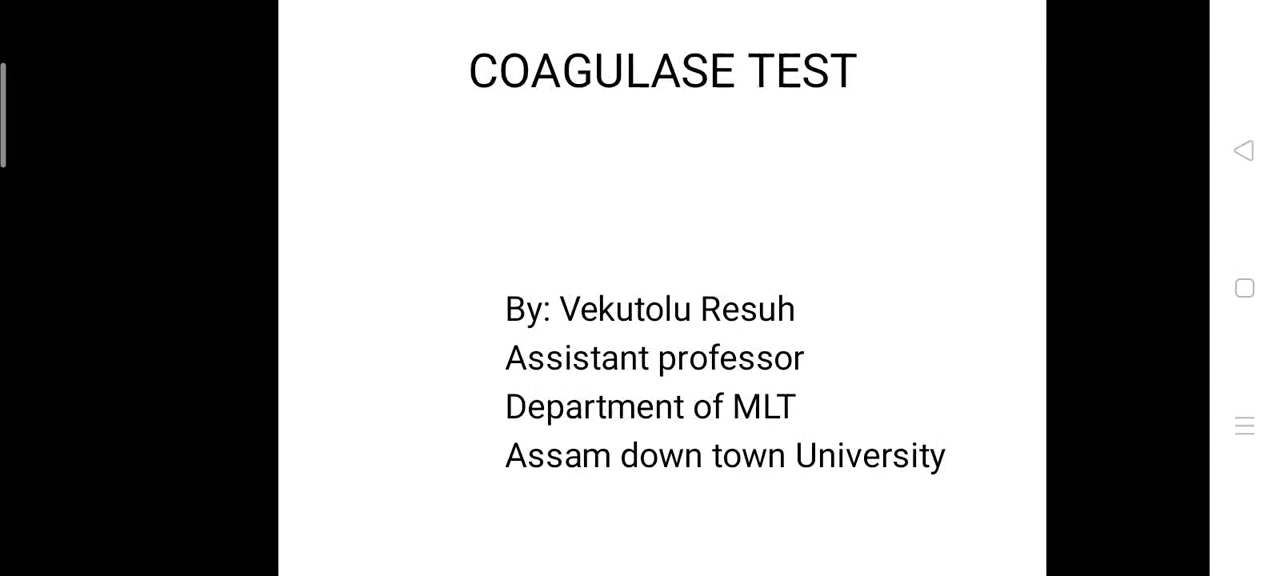 COAGULASE TEST
By: Vekutolu Resuh
Assistant professor
Department of MLT
Assam down town University